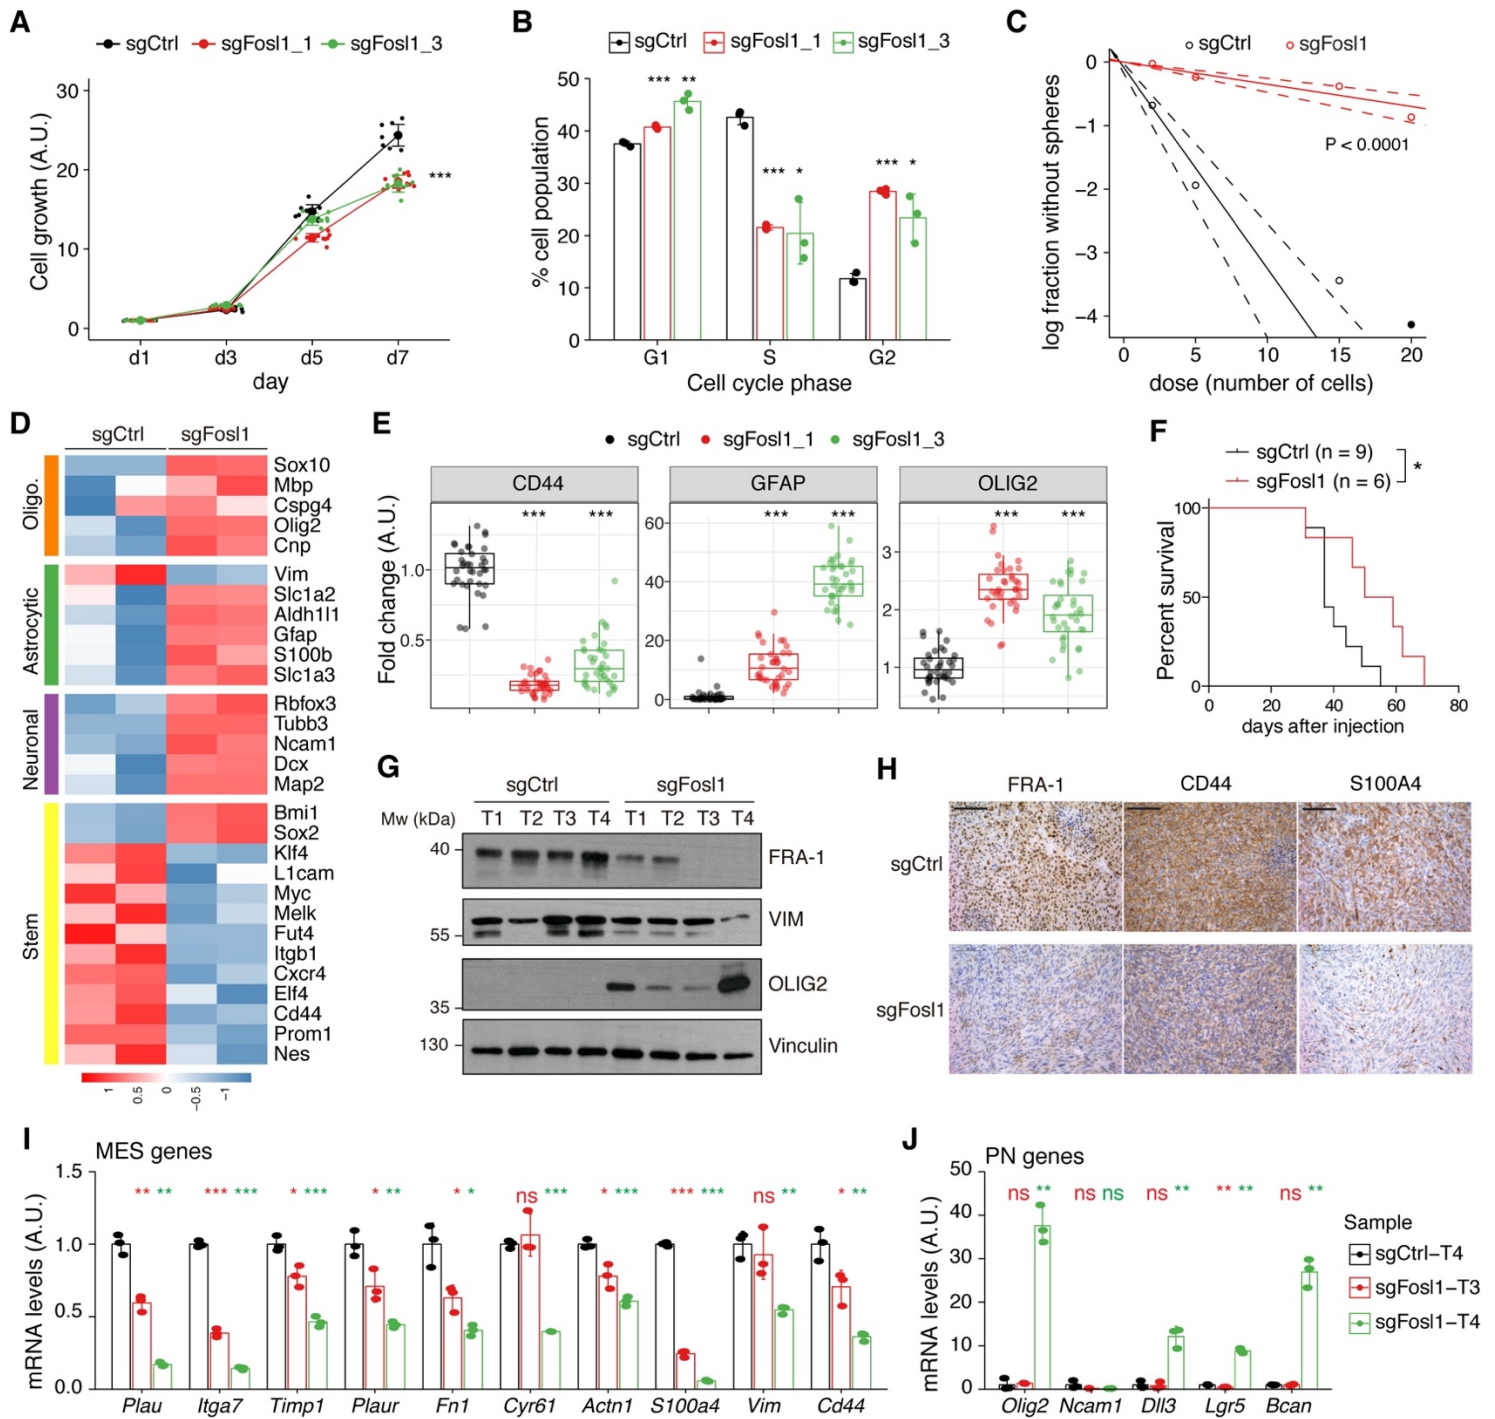 A
sgCtrl sgFosl1_1 sgFosl1_3
Cell growth (A.U.)
30
20
10
0
***
d1 d3 d5 d7
day
B
sgCtrl sgFosl1_1 sgFosl1_3
% cell population
50
40
30
20
10
0
*** **
*** *
*** *
G1 S G2
Cell cycle phase
C
sgCtrl sgFosl1
log fraction without spheres
0
−1
−2
−3
−4
P < 0.0001
0 5 10 15 20
dose (number of cells)
D
sgCtrl sgFosl1
Oligo.
Sox10
Mbp
Cspg4
Olig2
Cnp
Astrocytic
Vim
Slc1a2
Aldh1l1
Gfap
S100b
Slc1a3
Neuronal
Rbfox3
Tubb3
Ncam1
Dcx
Map2
Stem
Bmi1
Sox2
Klf4
L1cam
Myc
Melk
Fut4
Itgb1
Cxcr4
Elf4
Cd44
Prom1
Nes
1 0.5 0 −0.5 −1
E
sgCtrl sgFosl1_1 sgFosl1_3
CD44 GFAP OLIG2
Fold change (A.U.)
*** *** *** *** *** ***
1.0
0.5
60
40
20
0
3
2
1
F
sgCtrl (n = 9)
sgFosl1 (n = 6)
*
Percent survival
100
50
0
0 20 40 60 80
days after injection
G
sgCtrl sgFosl1
Mw (kDa) T1 T2 T3 T4 T1 T2 T3 T4
40 FRA-1
VIM
55
OLIG2
35
130 Vinculin
H
FRA-1 CD44 S100A4
sgCtrl
sgFosl1
I
MES genes
mRNA levels (A.U.)
1.5
1.0
0.5
0.0
** ** *** *** * *** * ** * * ns *** * *** *** *** ns ** * **
Plau Itga7 Timp1 Plaur Fn1 Cyr61 Actn1 S100a4 Vim Cd44
J
PN genes
mRNA levels (A.U.)
50
40
30
20
10
0
ns ** ns ns ns ** ** ** ns **
Olig2 Ncam1 Dll3 Lgr5 Bcan
Sample
sgCtrl−T4
sgFosl1−T3
sgFosl1−T4